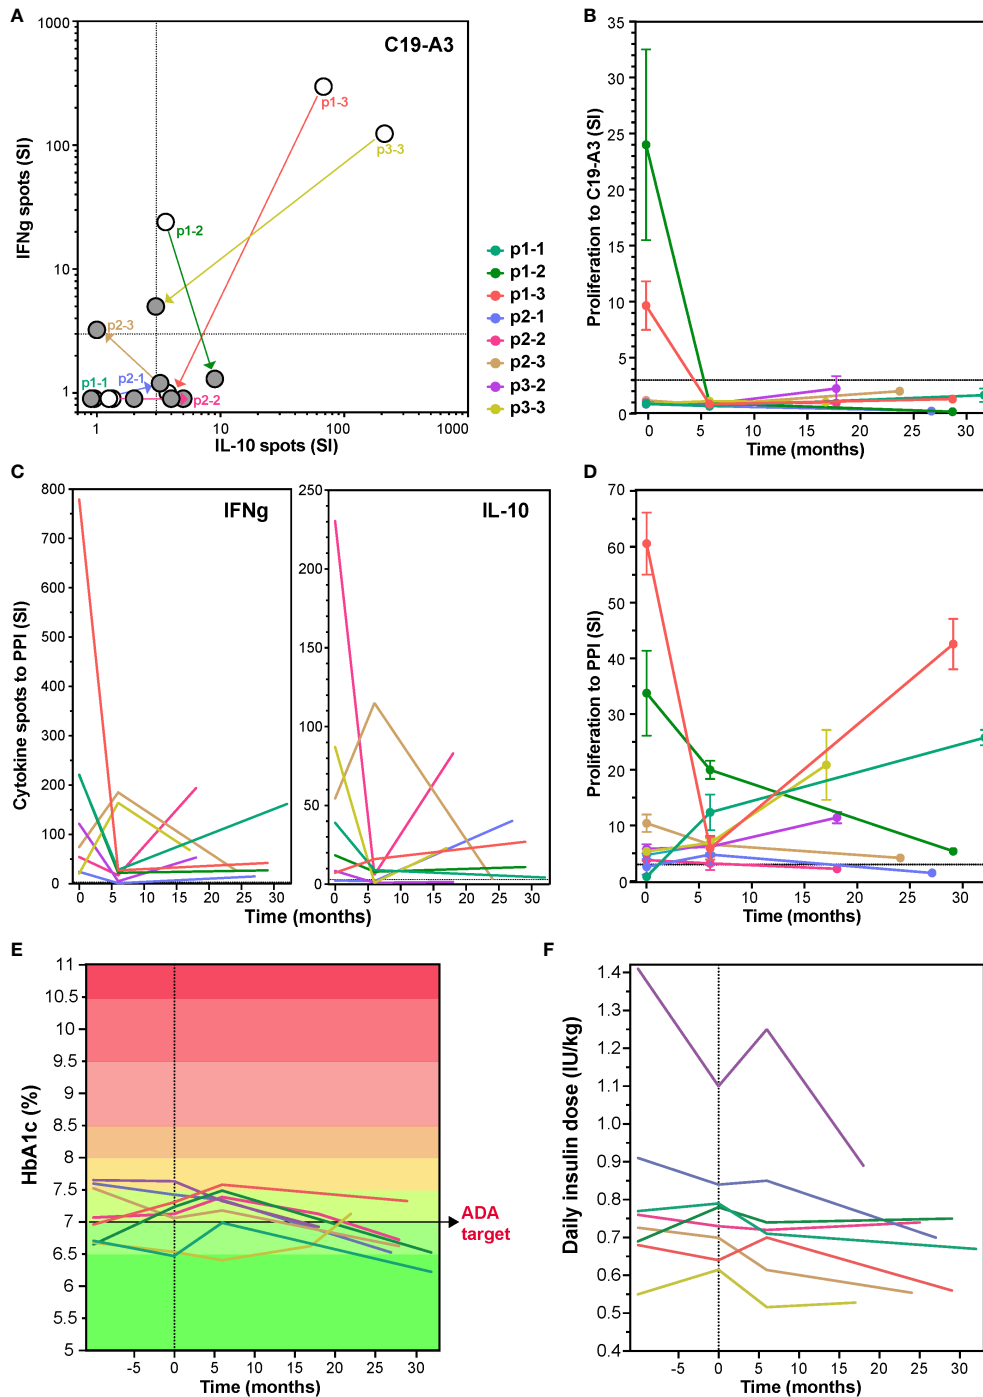 A
C19-A3
IFNg spots (SI)
1000
100
10
1
p1-3
p3-3
p1-2
p2-3
p1-1
p2-1
p2-2
1
10
100
1000
IL-10 spots (SI)
p1-1
p1-2
p1-3
p2-1
p2-2
p2-3
p3-2
p3-3
B
Proliferation to C19-A3 (SI)
35
30
25
20
15
10
5
3
0
0
5
10
15
20
25
30
Time (months)
C
IFNg
Cytokine spots to PPI (SI)
800
700
600
500
400
300
200
100
3
0
0
5
10
15
20
25
30
IL-10
250
200
150
100
50
0
0
5
10
15
20
25
30
Time (months)
D
Proliferation to PPI (SI)
70
60
50
40
30
20
10
3
0
0
5
10
15
20
25
30
Time (months)
E
HbA1c (%)
11
10.5
10
9.5
9
8.5
8
7.5
7
6.5
6
5.5
5
ADA
target
-5
0
5
10
15
20
25
30
Time (months)
F
Daily insulin dose (IU/kg)
1.4
1.3
1.2
1.1
1.0
0.9
0.8
0.7
0.6
0.5
0.4
-5
0
5
10
15
20
25
30
Time (months)